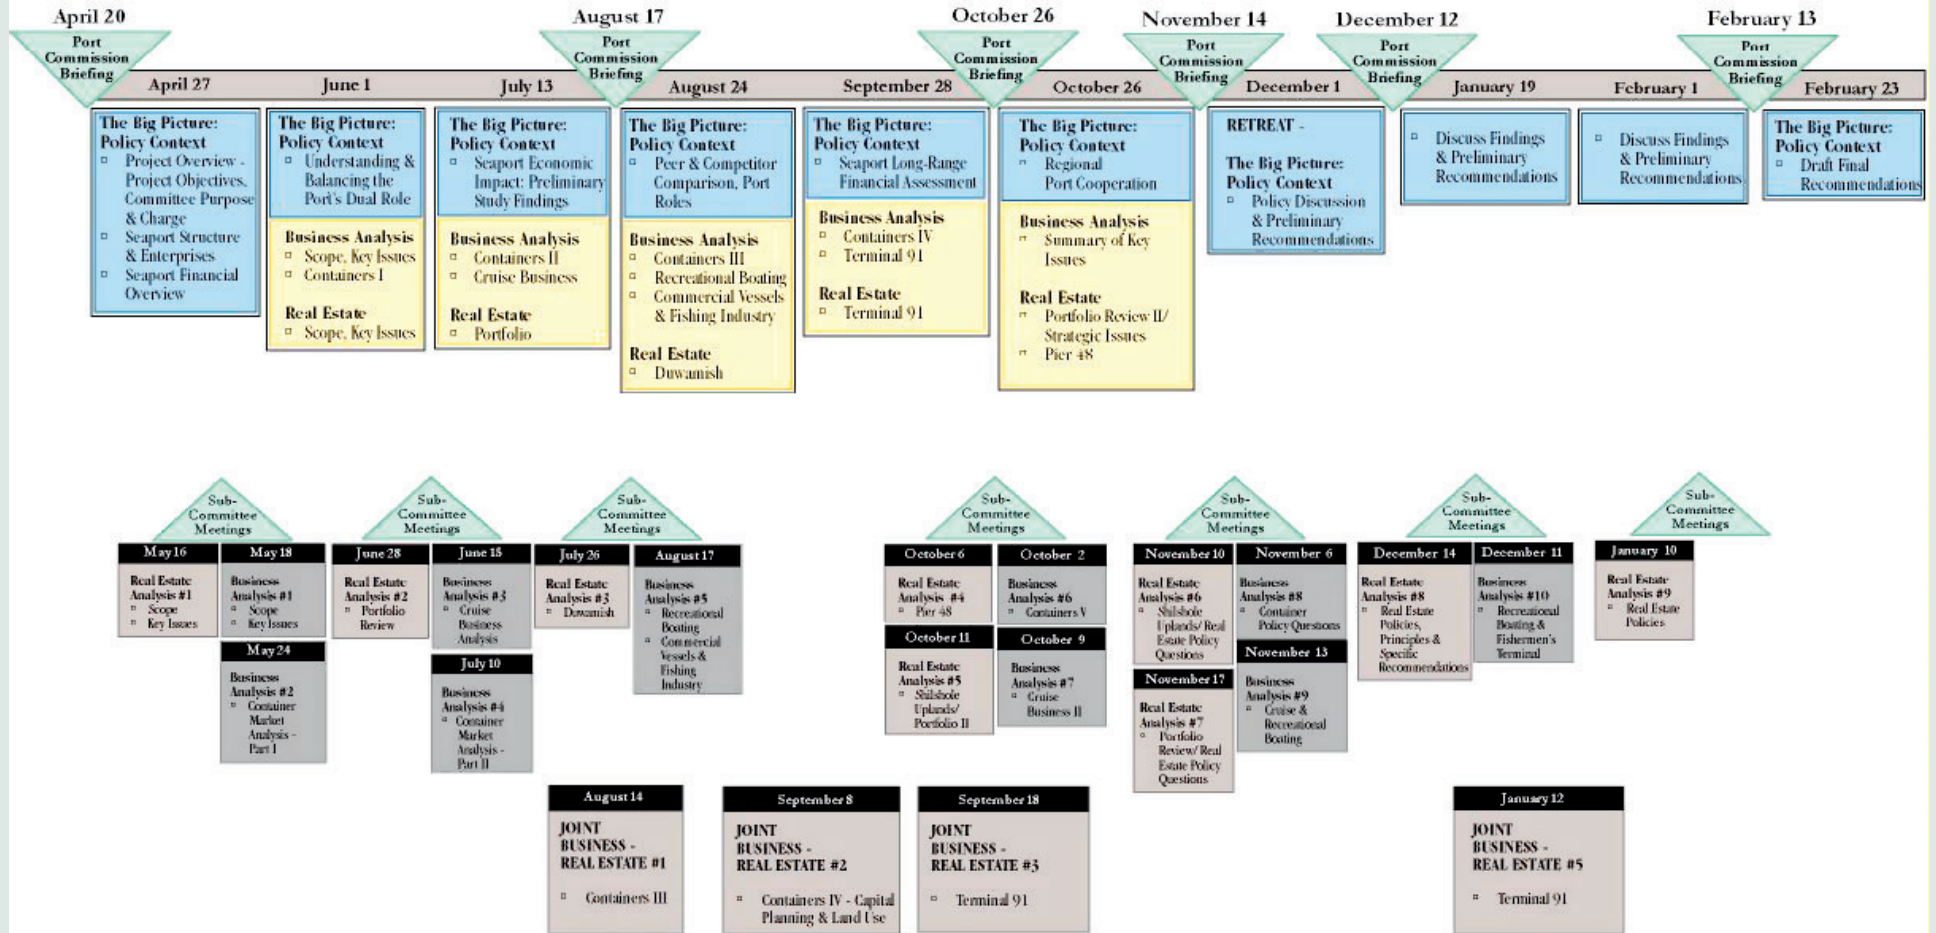 April 20
August 17
October 26
November 14
December 12
February 13
Port
Commission
Briefing
Port
Commission
Briefing
Port
Commission
Briefing
Port
Commission
Briefing
Port
Commission
Briefing
Port
Commission
Briefing
April 27
June 1
July 13
August 24
September 28
October 26
December 1
January 19
February 1
February 23
The Big Picture:
Policy Context
Project Overview -
Project Objectives,
Committee Purpose
& Charge
Seaport Structure
& Enterprises
Seaport Financial
Overview
The Big Picture:
Policy Context
Understanding &
Balancing the
Port's Dual Role
Business Analysis
Scope, Key Issues
Containers I
Real Estate
Scope, Key Issues
The Big Picture:
Policy Context
Seaport Economic
Impact: Preliminary
Study Findings
Business Analysis
Containers II
Cruise Business
Real Estate
Portfolio
The Big Picture:
Policy Context
Peer & Competitor
Comparison, Port
Roles
Business Analysis
Containers III
Recreational Boating
Commercial Vessels
& Fishing Industry
Real Estate
Duwamish
The Big Picture:
Policy Context
Seaport Long-Range
Financial Assessment
Business Analysis
Containers IV
Terminal 91
Real Estate
Terminal 91
The Big Picture:
Policy Context
Regional
Port Cooperation
Business Analysis
Summary of Key
Issues
Real Estate
Portfolio Review II/
Strategic Issues
Pier 48
RETREAT -
The Big Picture:
Policy Context
Policy Discussion
& Preliminary
Recommendations
Discuss Findings
& Preliminary
Recommendations
Discuss Findings
& Preliminary
Recommendations
The Big Picture:
Policy Context
Draft Final
Recommendations
Sub-
Committee
Meetings
May 16
Real Estate
Analysis #1
Scope
Key Issues
May 18
Business
Analysis #1
Scope
Key Issues
May 24
Business
Analysis #2
Container
Market
Analysis -
Part I
Sub-
Committee
Meetings
June 28
Real Estate
Analysis #2
Portfolio
Review
June 15
Business
Analysis #3
Cruise
Business
Analysis
July 10
Business
Analysis #4
Container
Market
Analysis -
Part II
Sub-
Committee
Meetings
July 26
Real Estate
Analysis #3
Duwamish
August 17
Business
Analysis #5
Recreational
Boating
Commercial
Vessels &
Fishing
Industry
Sub-
Committee
Meetings
October 6
Real Estate
Analysis #4
Pier 48
October 2
Business
Analysis #6
Containers V
October 11
Real Estate
Analysis #5
Shilshole
Uplands/
Portfolio II
October 9
Business
Analysis #7
Cruise
Business II
Sub-
Committee
Meetings
November 10
Real Estate
Analysis #6
Shilshole
Uplands/ Real
Estate Policy
Questions
November 6
Business
Analysis #8
Container
Policy Questions
November 17
Real Estate
Analysis #7
Portfolio
Review/ Real
Estate Policy
Questions
November 13
Business
Analysis #9
Cruise &
Recreational
Boating
Sub-
Committee
Meetings
December 14
Real Estate
Analysis #8
Real Estate
Policies,
Principles &
Specific
Recommendations
December 11
Business
Analysis #10
Recreational
Boating &
Fishermen's
Terminal
Sub-
Committee
Meetings
January 10
Real Estate
Analysis #9
Real Estate
Policies
August 14
JOINT
BUSINESS -
REAL ESTATE #1
Containers III
September 8
JOINT
BUSINESS -
REAL ESTATE #2
Containers IV - Capital
Planning & Land Use
September 18
JOINT
BUSINESS -
REAL ESTATE #3
Terminal 91
January 12
JOINT
BUSINESS -
REAL ESTATE #5
Terminal 91